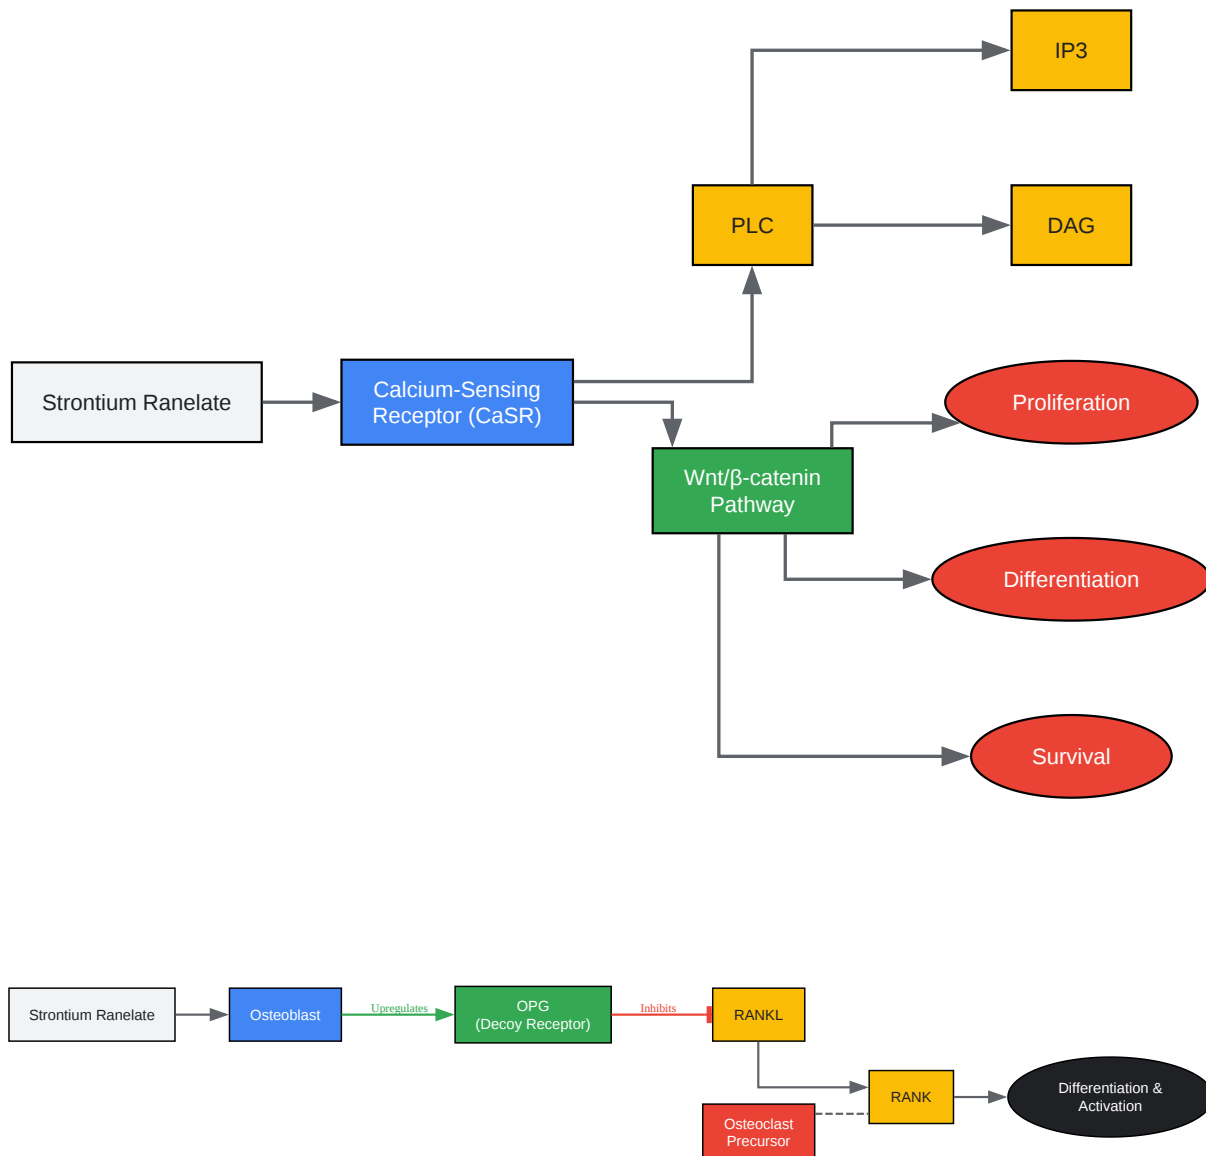 IP3
PLC
DAG
Strontium Ranelate
Calcium-Sensing
Receptor (CaSR)
Proliferation
Wnt/β-catenin
Pathway
Differentiation
Survival
Strontium Ranelate
Osteoblast
Upregulates
OPG
(Decoy Receptor)
Inhibits
RANKL
RANK
Differentiation &
Activation
Osteoclast
Precursor